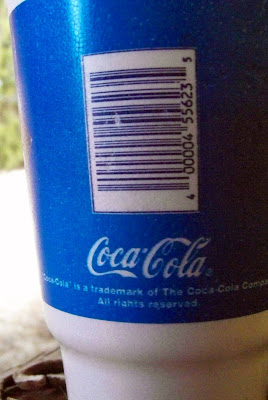 4 00004 55623 5
Coca-Cola®
"Coca-Cola" is a trademark of The Coca-Cola Compa
All rights reserved.